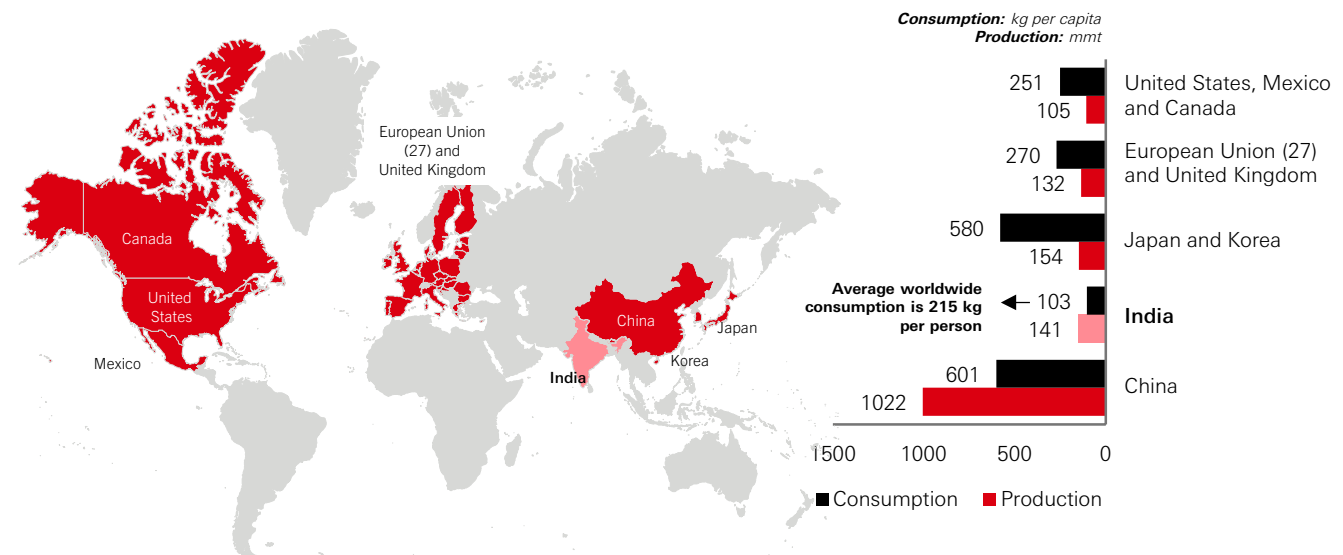 Consumption: kg per capita
Production: mmt
European Union
(27) and
United Kingdom
Canada
United
States
Mexico
China
Japan
Korea
India
251
105
United States, Mexico
and Canada
270
132
European Union (27)
and United Kingdom
580
154
Japan and Korea
Average worldwide
consumption is 215 kg
per person
103
141
India
601
1022
China
1500 1000 500 0
Consumption Production